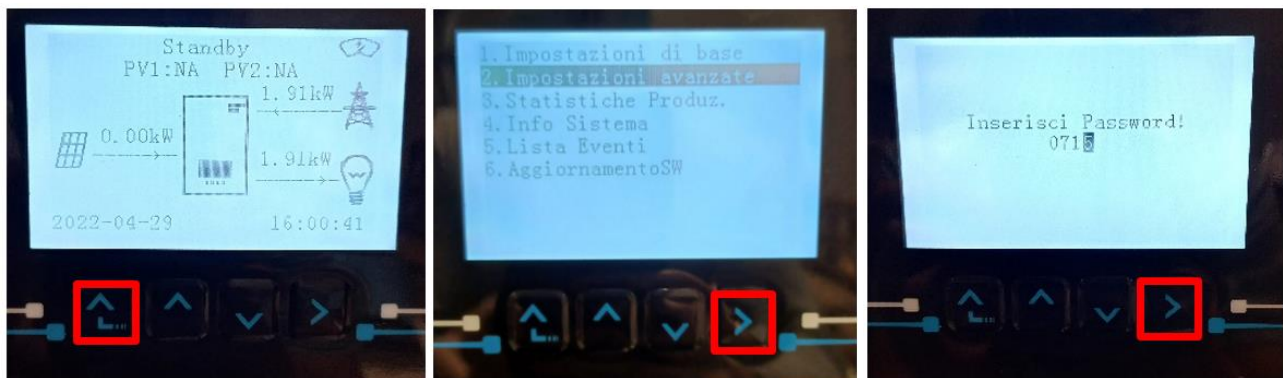 Standby
PV1:NA PV2:NA
1.91kW
0.00kW
1.91kW
2022-04-29
16:00:41
1.Impostazioni di base
2.Impostazioni avanzate
3.Statistiche Produz.
4.Info Sistema
5.Lista Eventi
6.AggiornamentoSW
Inserisci Password!
0715